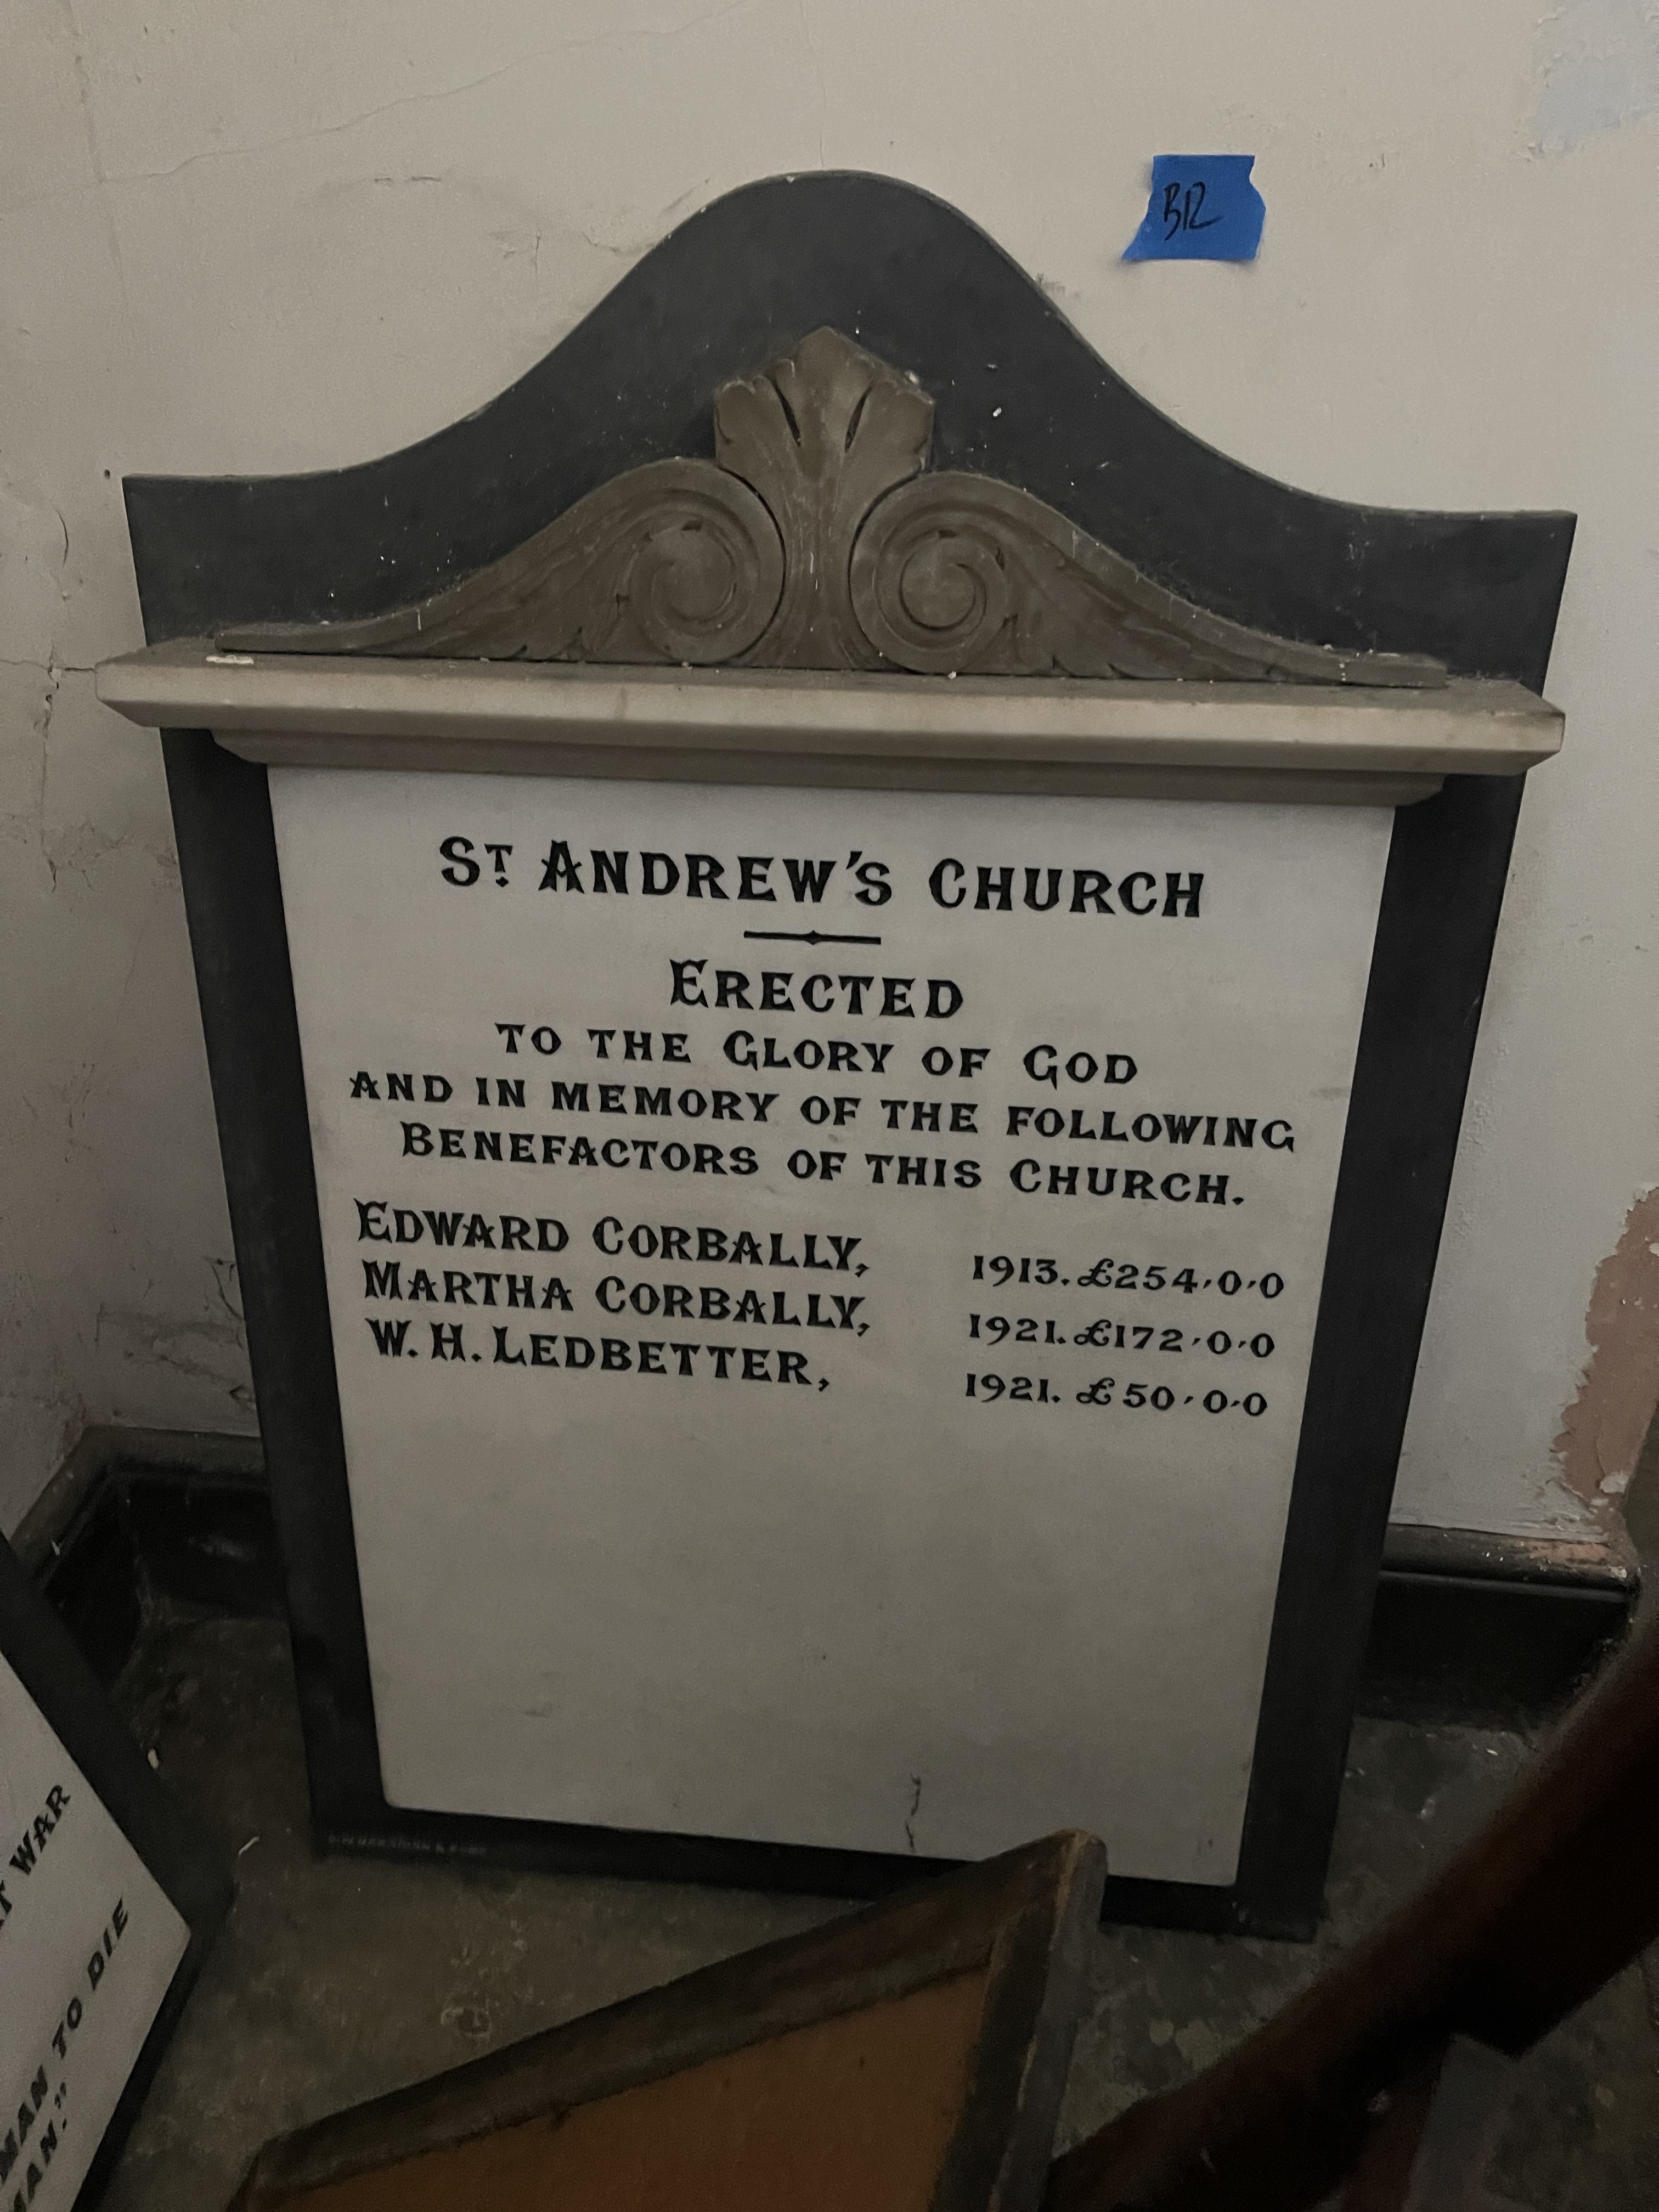 B12
ST. ANDREW'S CHURCH
ERECTED
TO THE GLORY OF GOD
AND IN MEMORY OF THE FOLLOWING
BENEFACTORS OF THIS CHURCH.
EDWARD CORBALLY, 1913. £254.0.0
MARTHA CORBALLY, 1921. £172.0.0
W. H. LEDBETTER, 1921. £50.0.0
WAR
MAN TO DIE